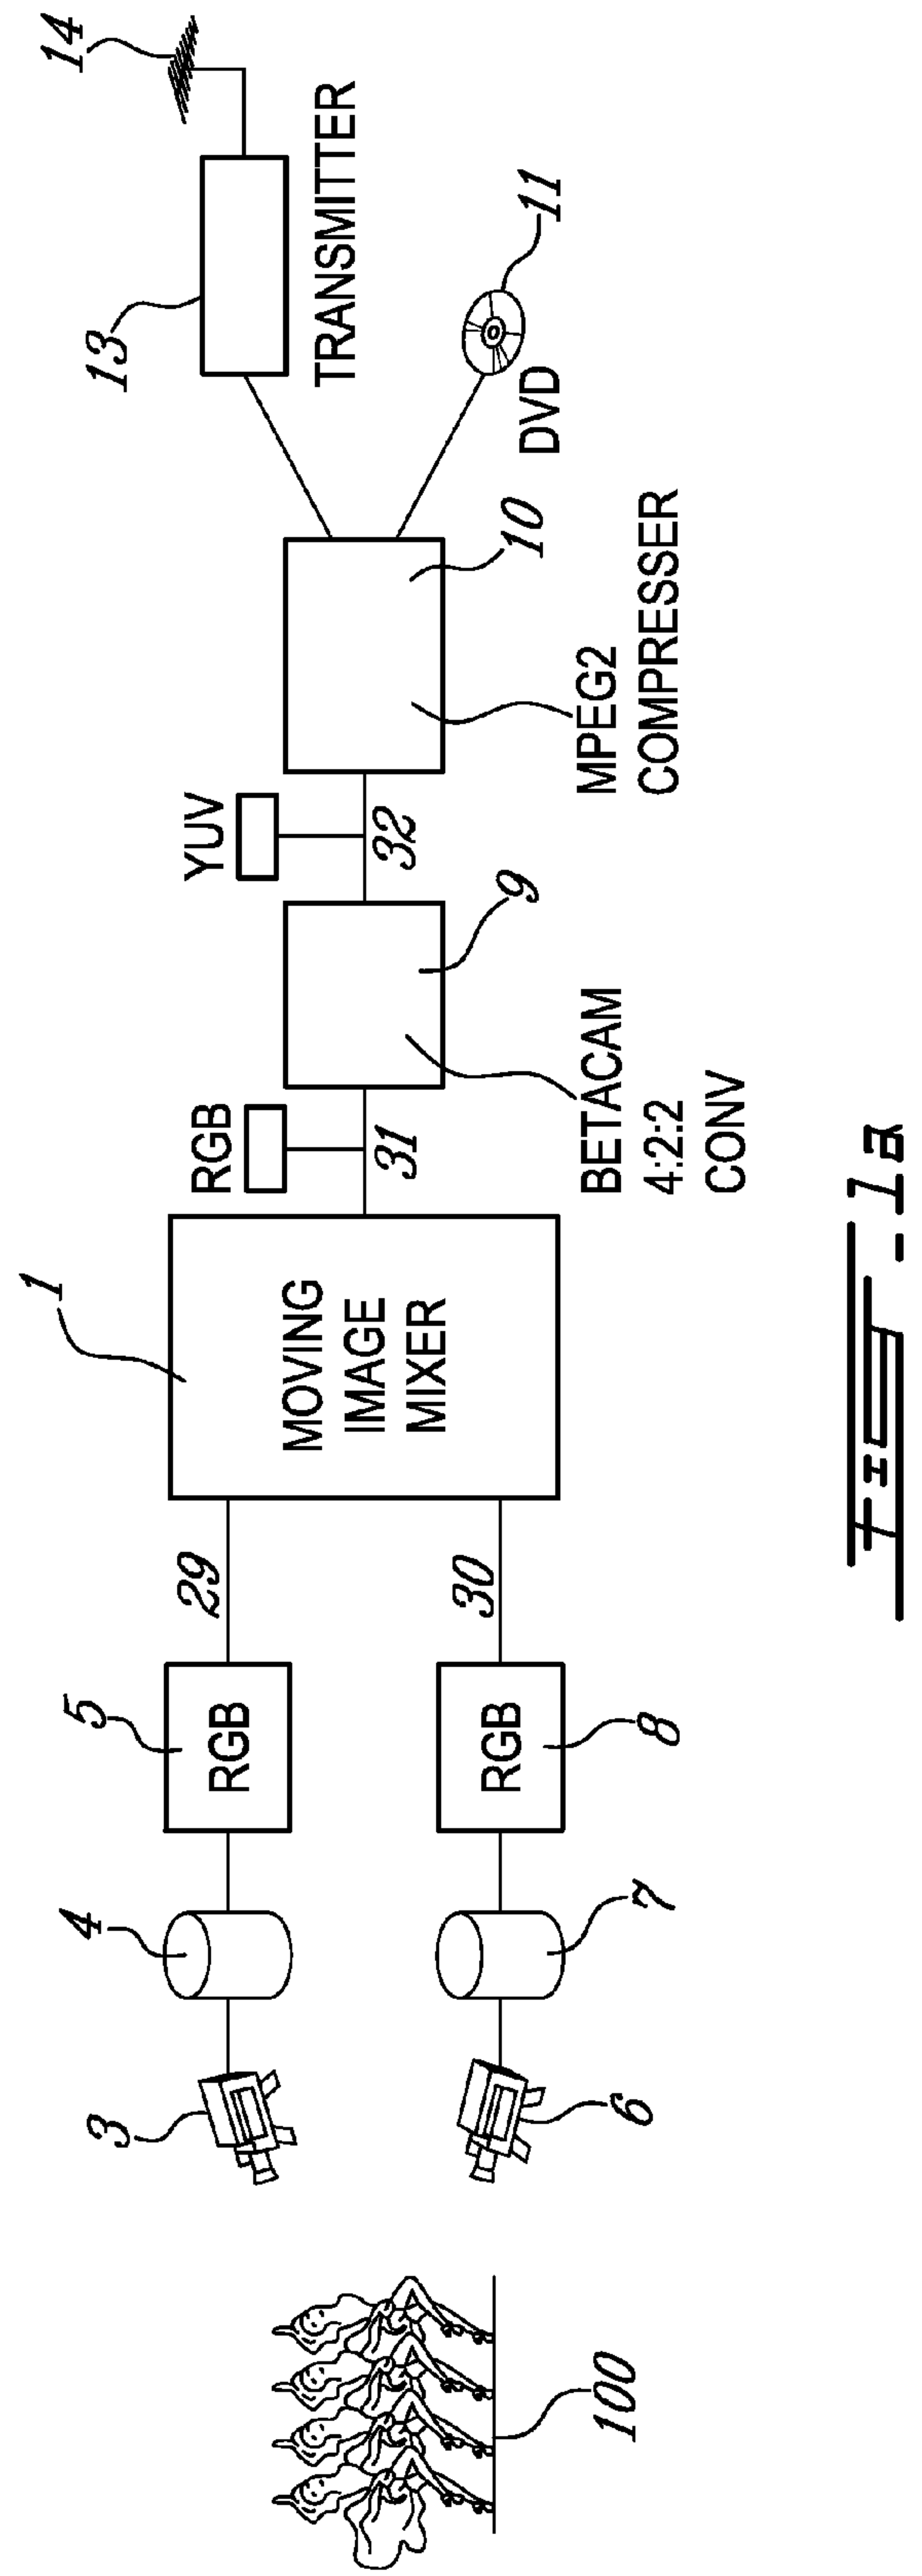 100
3
4
5
RGB
29
6
7
8
RGB
30
1
MOVING
IMAGE
MIXER
RGB
31
BETACAM
4:2:2
CONV
9
YUV
32
MPEG2
COMPRESSER
10
13
TRANSMITTER
14
DVD
11
FIG-1a